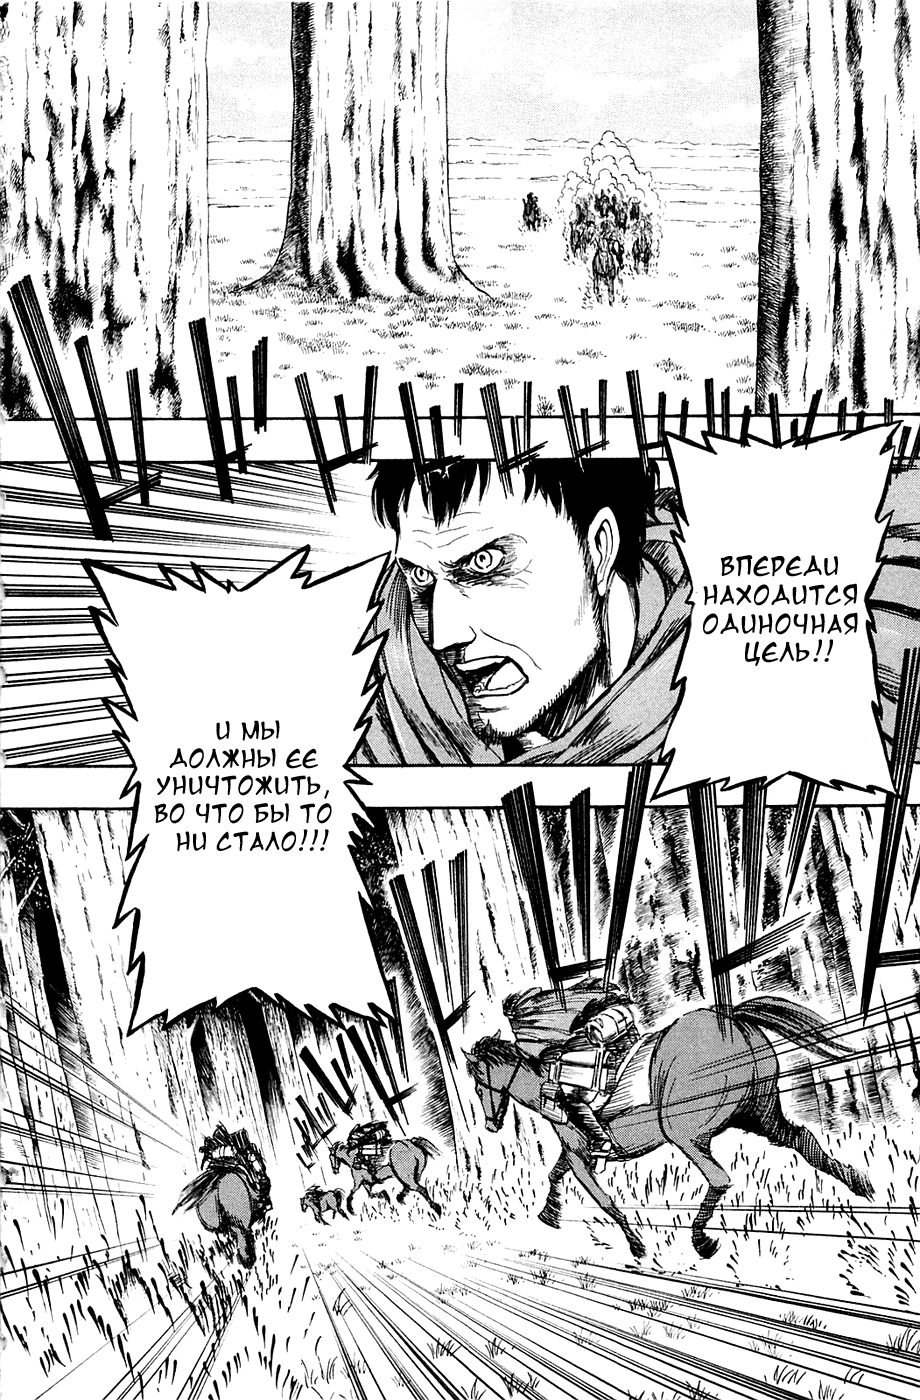 ВПЕРЕДИ
НАХОДИТСЯ
ОДИНОЧНАЯ
ЦЕЛЬ!!
И МЫ
ДОЛЖНЫ ЕЕ
УНИЧТОЖИТЬ,
ВО ЧТО БЫ ТО
НИ СТАЛО!!!